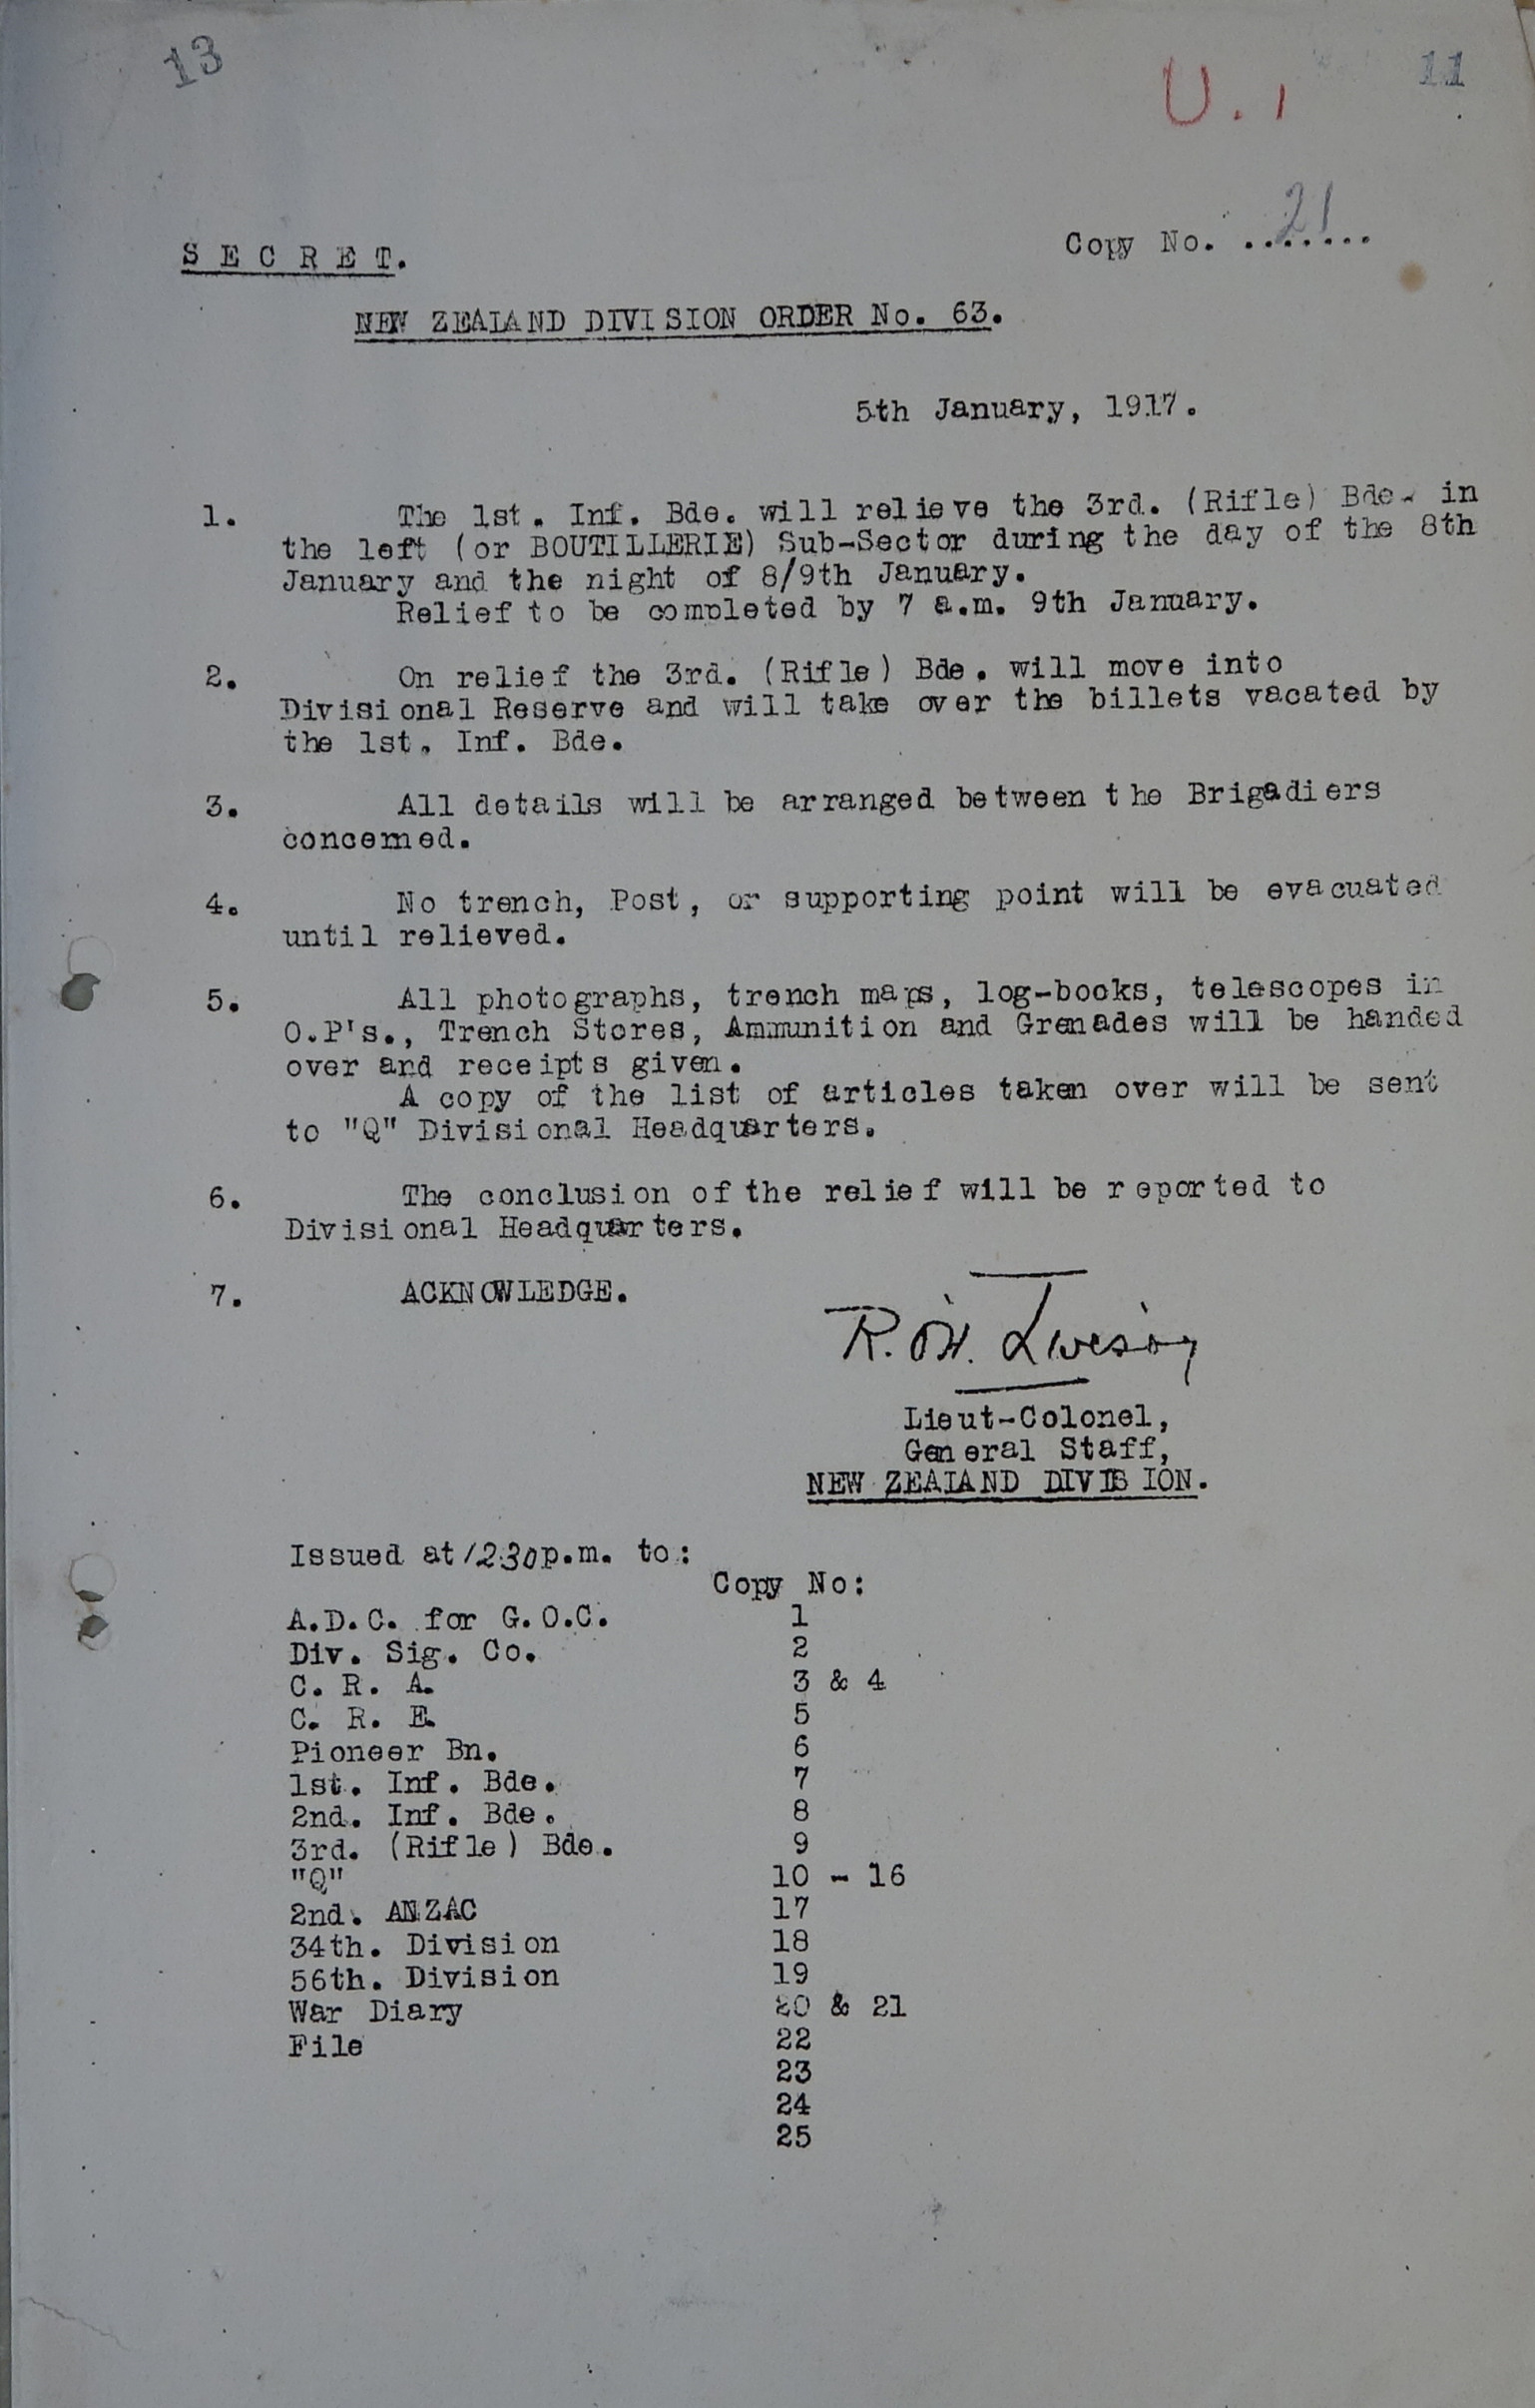 13
U. 1
11
Copy No. ....... 21
S E C R E T.
NEW ZEALAND DIVISION ORDER No. 63.
5th January, 1917.
1. The 1st. Inf. Bde. will relieve the 3rd. (Rifle) Bde. in
the left (or BOUTILLERIE) Sub-Sector during the day of the 8th
January and the night of 8/9th January.
Relief to be completed by 7 a.m. 9th January.
2. On relief the 3rd. (Rifle) Bde. will move into
Divisional Reserve and will take over the billets vacated by
the 1st. Inf. Bde.
3. All details will be arranged between the Brigadiers
concerned.
4. No trench, Post, or supporting point will be evacuated
until relieved.
5. All photographs, trench maps, log-books, telescopes in
O.P's., Trench Stores, Ammunition and Grenades will be handed
over and receipts given.
A copy of the list of articles taken over will be sent
to "Q" Divisional Headquarters.
6. The conclusion of the relief will be reported to
Divisional Headquarters.
7. ACKNOWLEDGE.
Lieut-Colonel,
General Staff,
NEW ZEALAND DIVISION.
Issued at 12.30 p.m. to:
Copy No:
A.D.C. for G.O.C. 1
Div. Sig. Co. 2
C. R. A. 3 & 4
C. R. E. 5
Pioneer Bn. 6
1st. Inf. Bde. 7
2nd. Inf. Bde. 8
3rd. (Rifle) Bde. 9
"Q" 10 - 16
2nd. ANZAC 17
34th. Division 18
56th. Division 19
War Diary 20 & 21
File 22
23
24
25